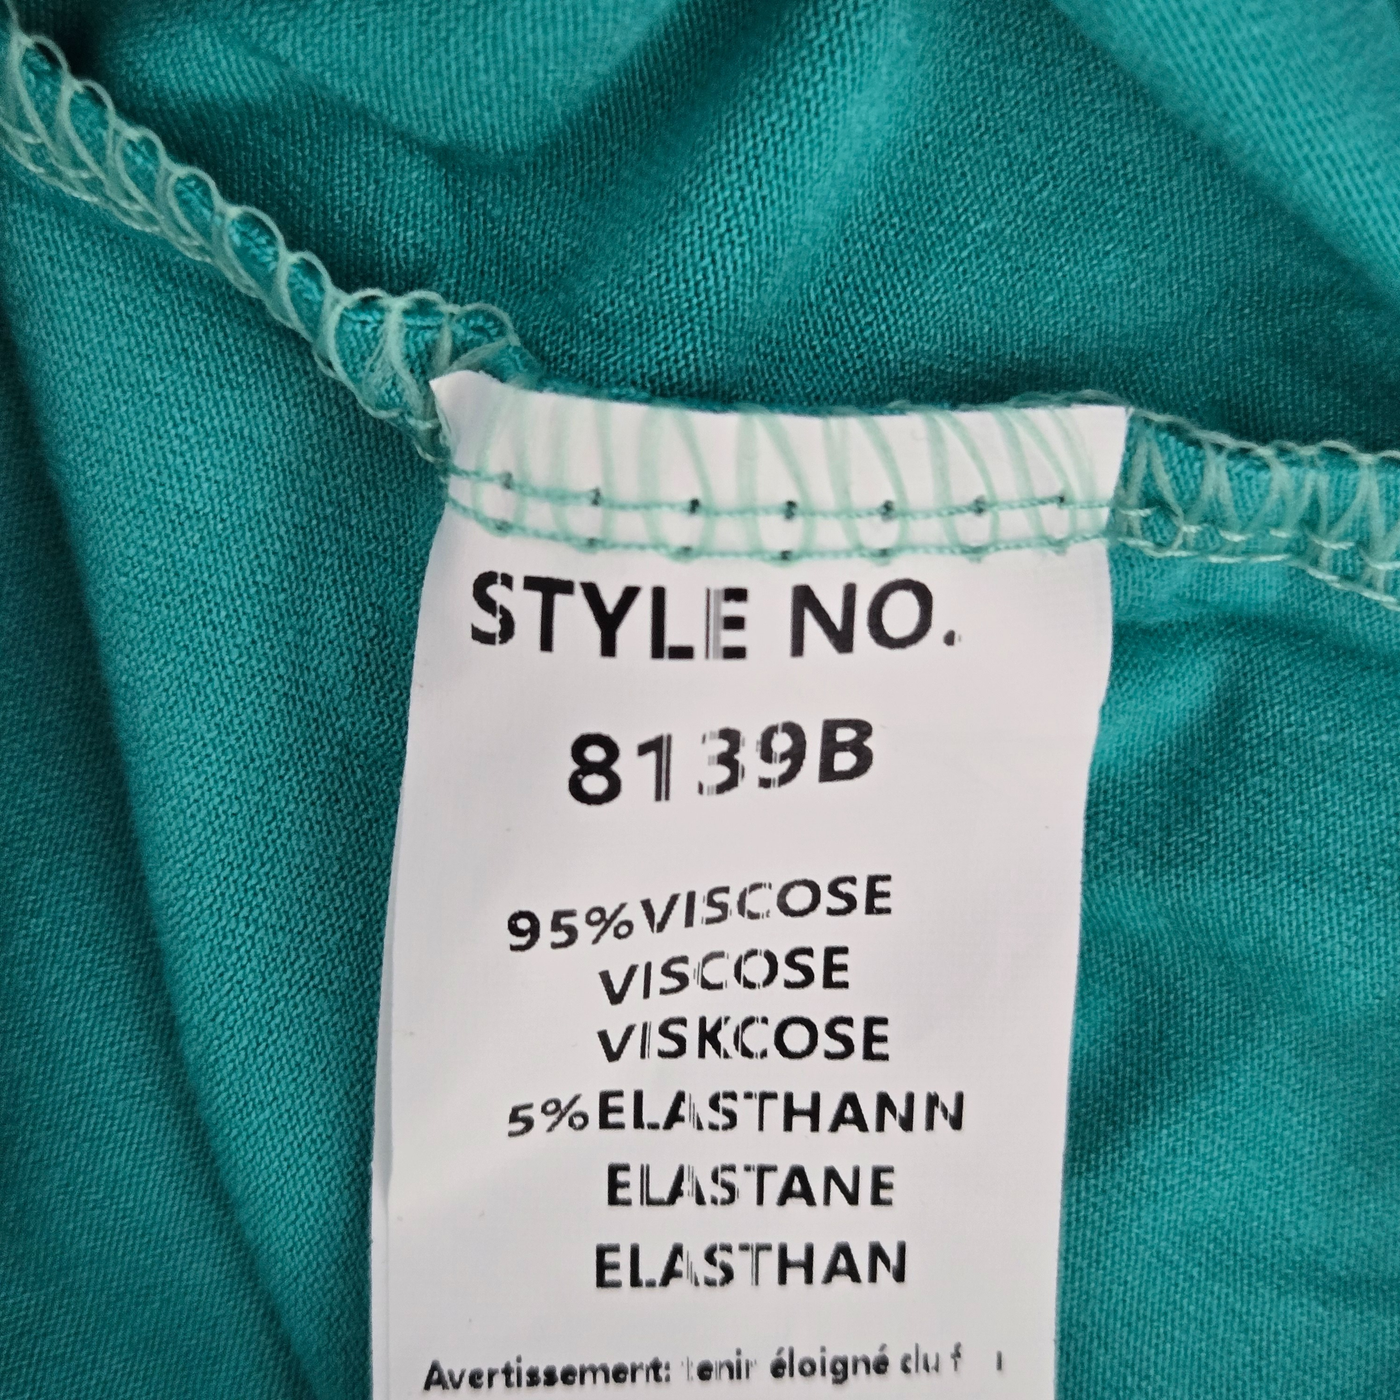 STYLE NO.
8139B
95%VISCOSE
VISCOSE
VISKCOSE
5%ELASTHANN
ELASTANE
ELASTHAN
Avertissement: tenir éloigné du